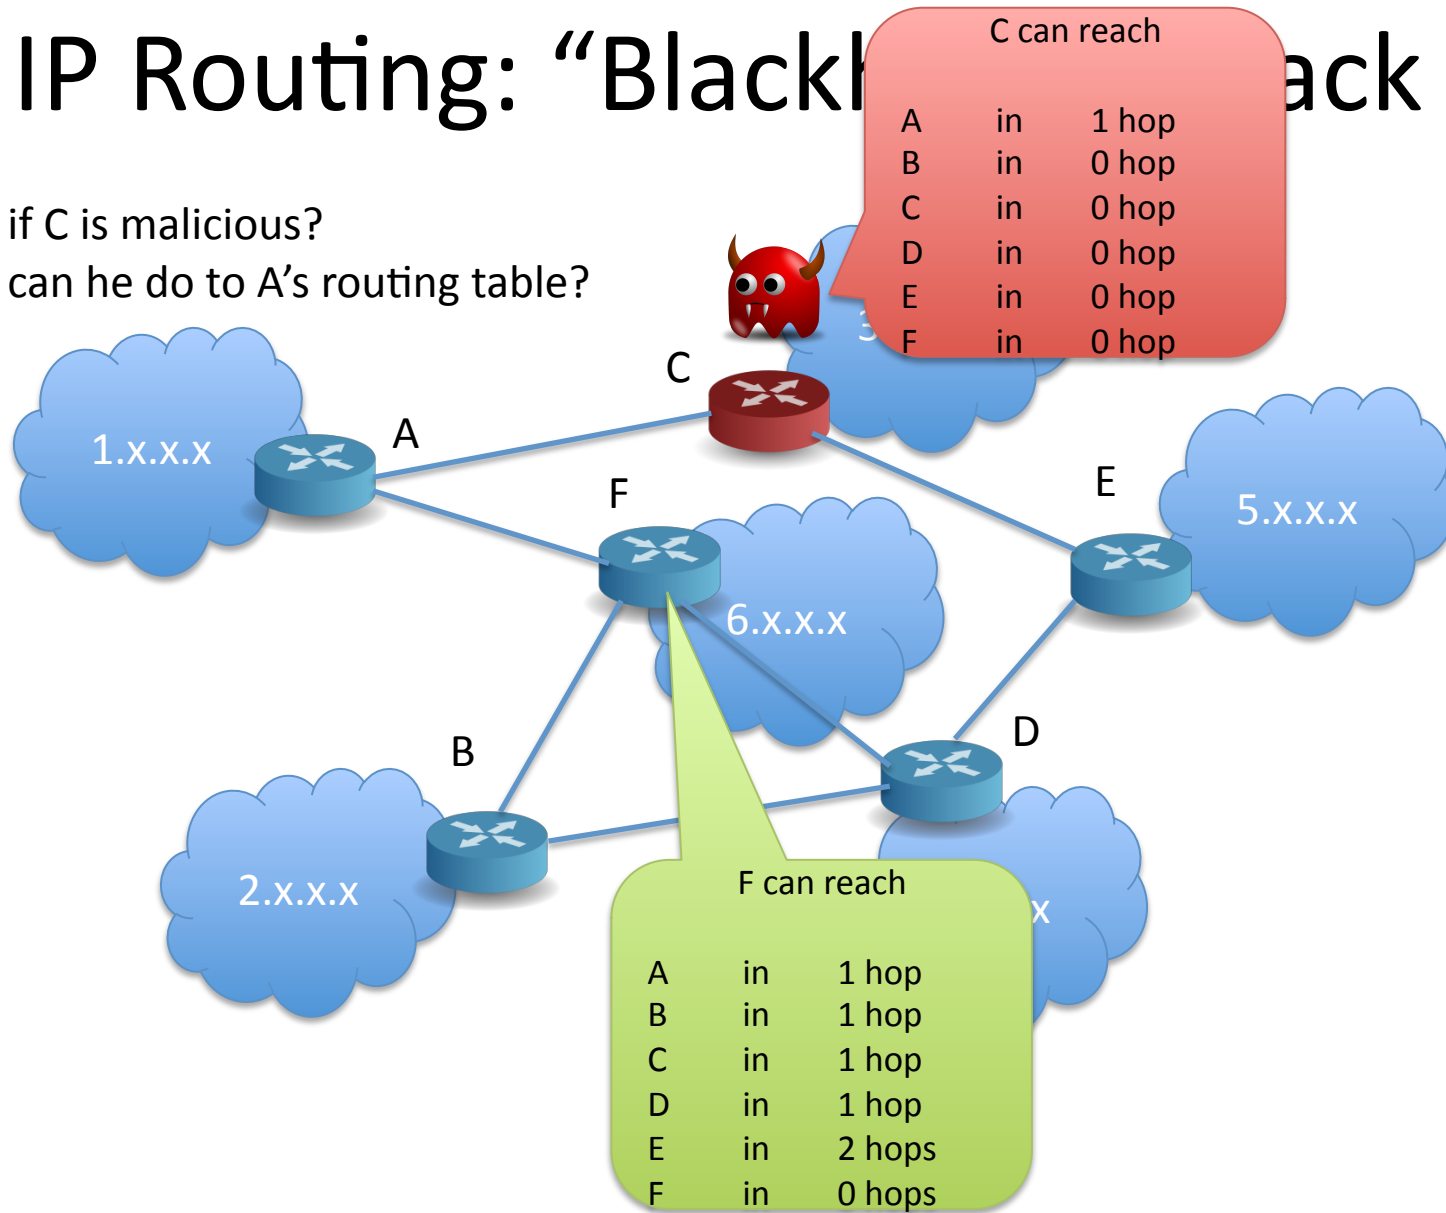 IP Routing: “Blackh ack
C can reach
A in 1 hop
B in 0 hop
C in 0 hop
D in 0 hop
E in 0 hop
F in 0 hop
if C is malicious?
can he do to A’s routing table?
C
A
1.x.x.x
F
E
5.x.x.x
6.x.x.x
B
D
2.x.x.x
x
F can reach
A in 1 hop
B in 1 hop
C in 1 hop
D in 1 hop
E in 2 hops
F in 0 hops